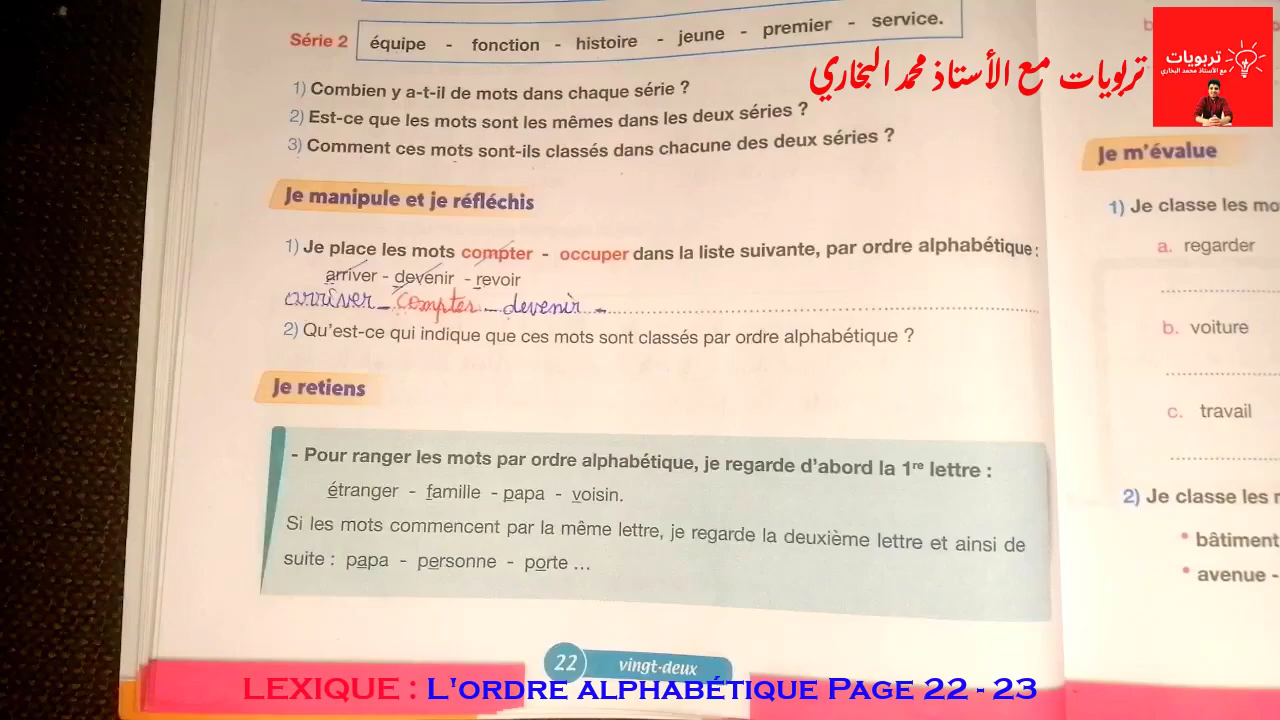 Série 2 équipe - fonction - histoire - jeune - premier - service.
تربويات مع الأستاذ محمد البخاري
تربويات
مع الأستاذ محمد البخاري
1) Combien y a-t-il de mots dans chaque série ?
2) Est-ce que les mots sont les mêmes dans les deux séries ?
3) Comment ces mots sont-ils classés dans chacune des deux séries ?
Je manipule et je réfléchis
1) Je place les mots compter - occuper dans la liste suivante, par ordre alphabétique :
arriver - devenir - revoir
arriver - compter - devenir -
2) Qu'est-ce qui indique que ces mots sont classés par ordre alphabétique ?
Je retiens
- Pour ranger les mots par ordre alphabétique, je regarde d'abord la 1re lettre :
étranger - famille - papa - voisin.
Si les mots commencent par la même lettre, je regarde la deuxième lettre et ainsi de
suite : papa - personne - porte ...
22 vingt-deux
Je m'évalue
1) Je classe les mo
a. regarder
b. voiture
c. travail
2) Je classe les
• bâtiment
• avenue -
LEXIQUE : L'ordre alphabétique Page 22 - 23